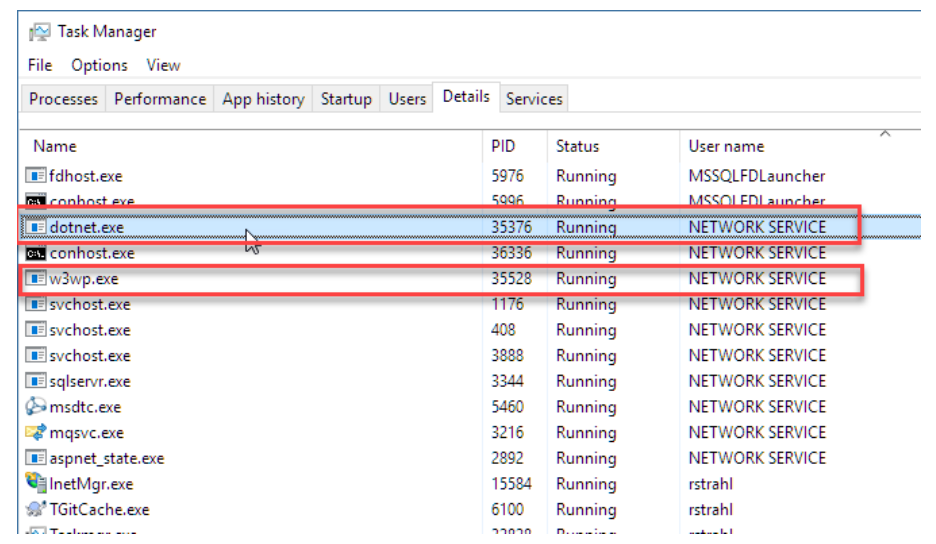 Task Manager
File Options View
Processes Performance App history Startup Users Details Services
Name PID Status User name
fdhost.exe 5976 Running MSSQLFDLauncher
conhost.exe 5996 Running MSSQLFDLauncher
dotnet.exe 35376 Running NETWORK SERVICE
conhost.exe 36336 Running NETWORK SERVICE
w3wp.exe 35528 Running NETWORK SERVICE
svchost.exe 1176 Running NETWORK SERVICE
svchost.exe 408 Running NETWORK SERVICE
svchost.exe 3888 Running NETWORK SERVICE
sqlservr.exe 3344 Running NETWORK SERVICE
msdtc.exe 5460 Running NETWORK SERVICE
mqsvc.exe 3216 Running NETWORK SERVICE
aspnet_state.exe 2892 Running NETWORK SERVICE
InetMgr.exe 15584 Running rstrahl
TGitCache.exe 6100 Running rstrahl
Taskmgr.exe Running rstrahl